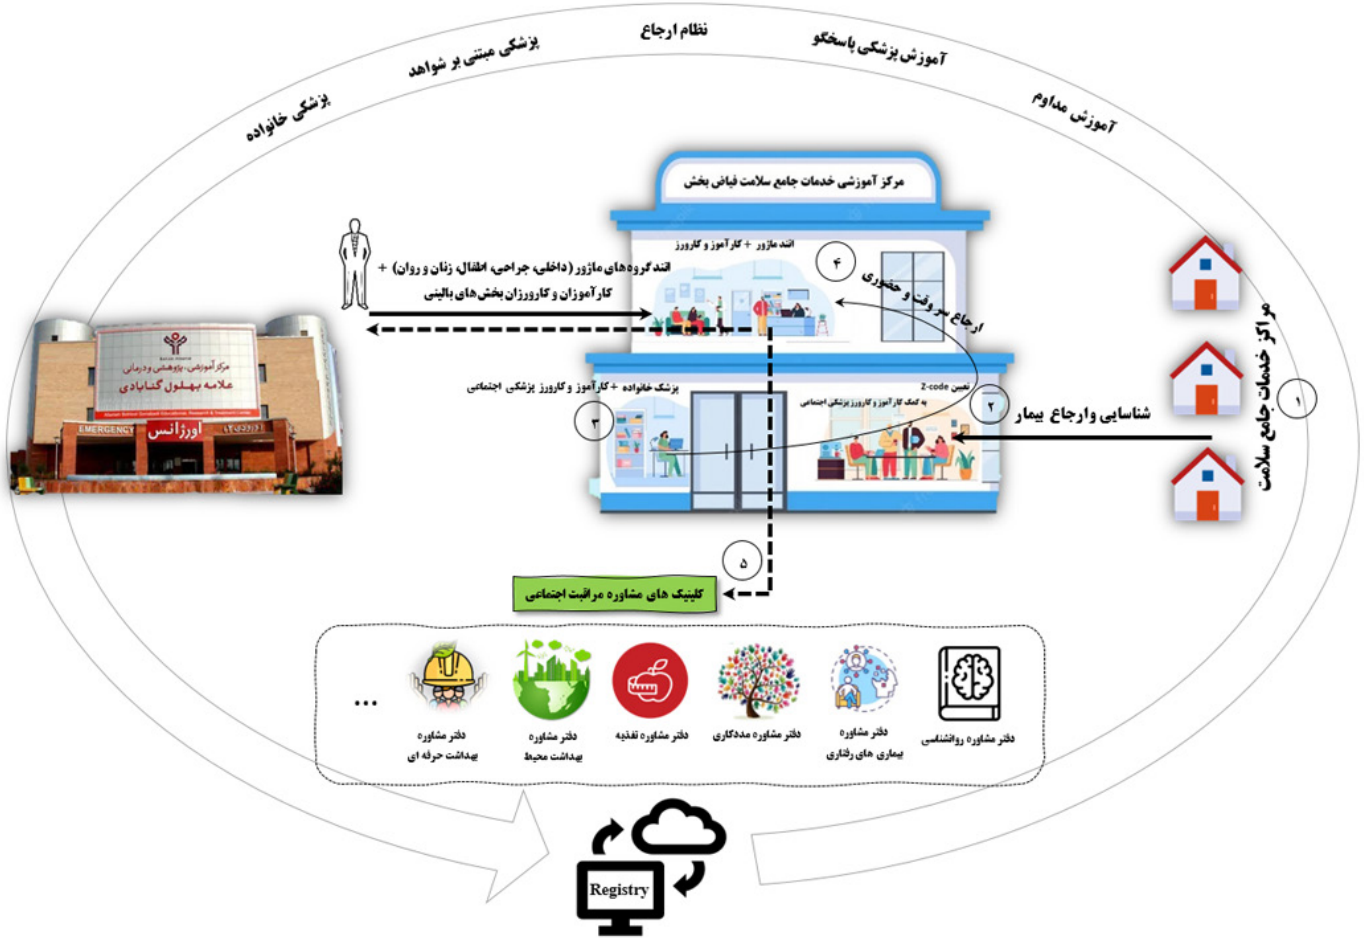 نظام ارجاع
آموزش پزشکی پاسخگو
پزشکی مبتنی بر شواهد
آموزش مداوم
پزشکی خانواده
مرکز آموزشی خدمات جامع سلامت فیاض بخش
اتند ماژور + کارآموز و کارورز
۴
ارجاع سر وقت و حضوری
اتند گروه‌های ماژور (داخلی، جراحی، اطفال، زنان و روان) +
کارآموزان و کارورزان بخش‌های بالینی
مراکز خدمات جامع سلامت
۱
شناسایی وارجاع بیمار
۲
تعیین Z-code
به کمک کارآموز و کارورز پزشکی اجتماعی
پزشک خانواده + کارآموز و کارورز پزشکی اجتماعی
۳
مرکز آموزشی، پژوهشی و درمانی
علامه بهلول گنابادی
EMERGENCY
اورژانس
۵
کلینیک های مشاوره مراقبت اجتماعی
دفتر مشاوره روانشناسی
دفتر مشاوره
بیماری های رفتاری
دفتر مشاوره مددکاری
دفتر مشاوره تغذیه
دفتر مشاوره
بهداشت محیط
دفتر مشاوره
بهداشت حرفه ای
...
Registry